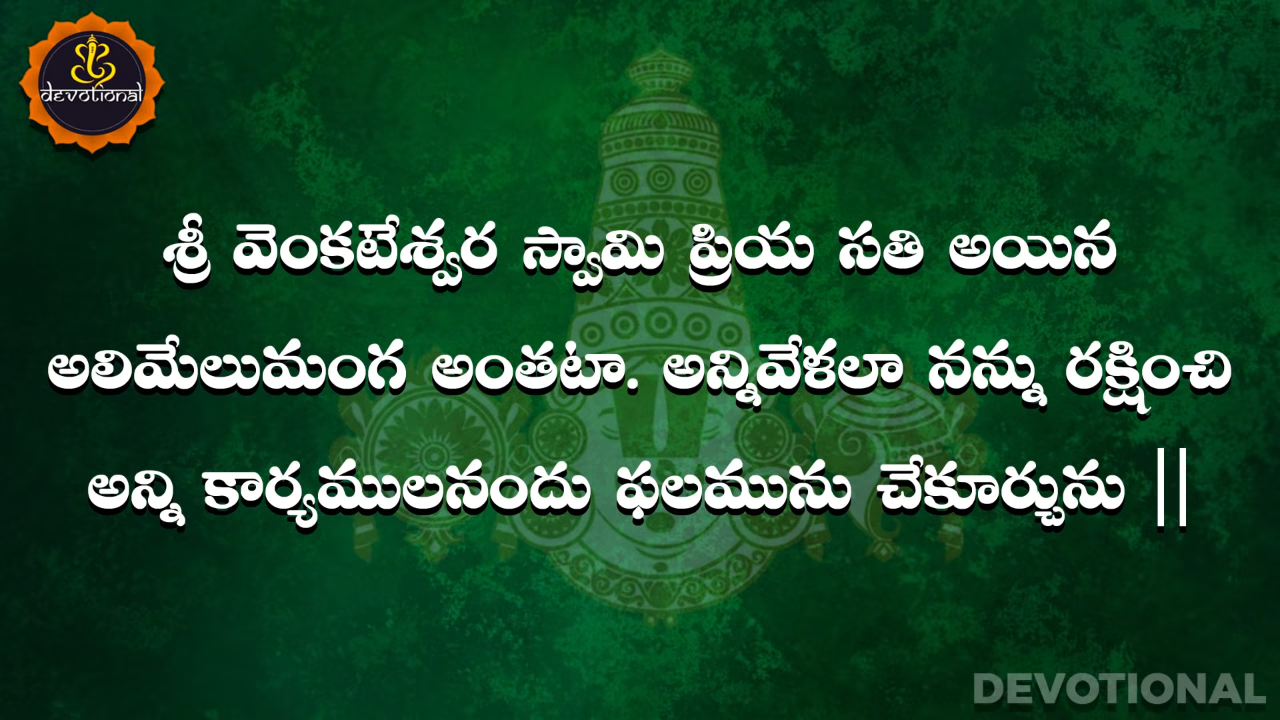 devotional
శ్రీ వెంకటేశ్వర స్వామి ప్రియ సతి అయిన
అలిమేలుమంగ అంతటా. అన్నివేళలా నన్ను రక్షించి
అన్ని కార్యములనందు ఫలమును చేకూర్చును ||
DEVOTIONAL